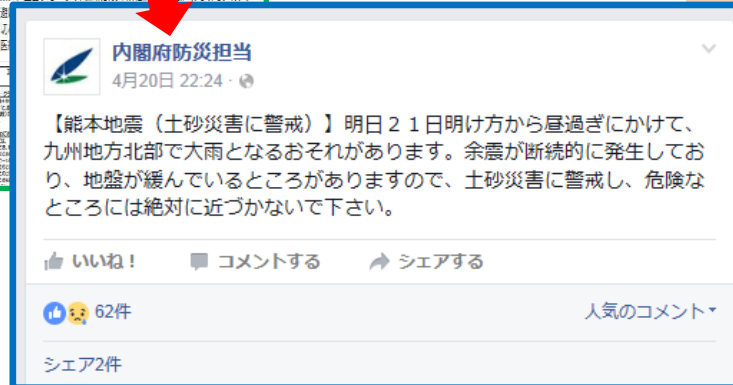 内閣府防災担当
4月20日 22:24 ·
【熊本地震（土砂災害に警戒）】明日２１日明け方から昼過ぎにかけて、
九州地方北部で大雨となるおそれがあります。余震が断続的に発生してお
り、地盤が緩んでいるところがありますので、土砂災害に警戒し、危険な
ところには絶対に近づかないで下さい。
いいね！ コメントする シェアする
62件 人気のコメント
シェア2件